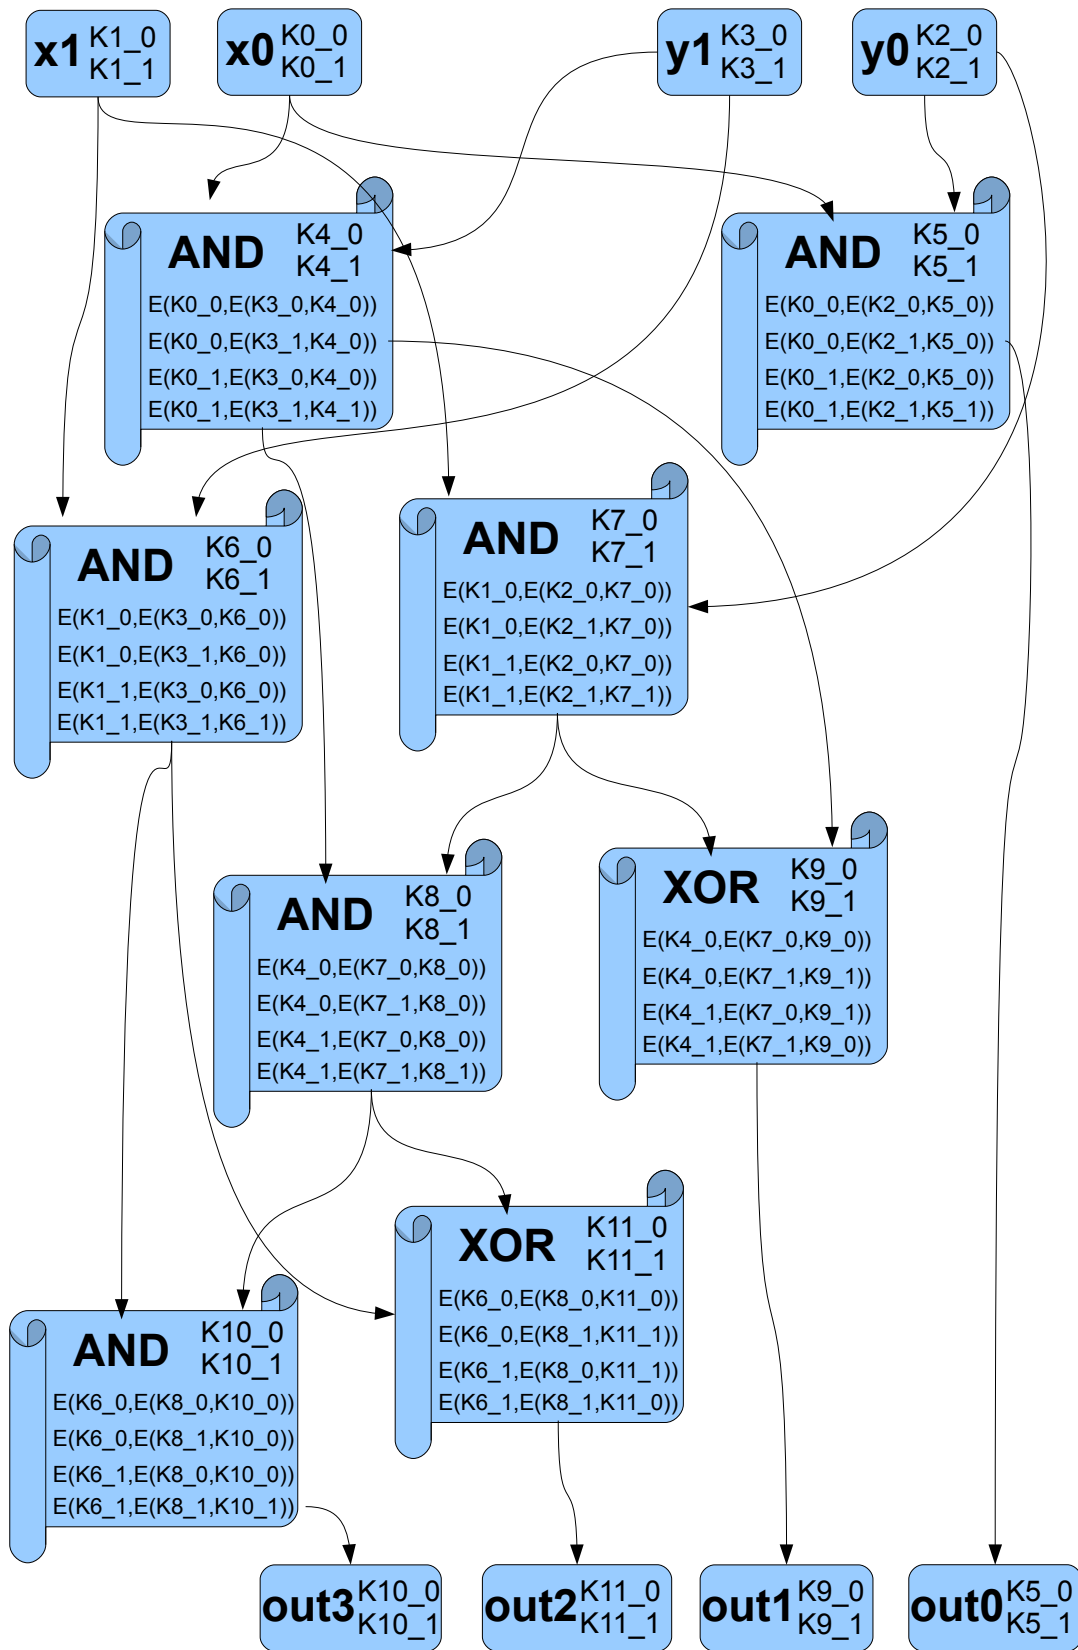 x1 K1_0
K1_1
x0 K0_0
K0_1
y1 K3_0
K3_1
y0 K2_0
K2_1
AND K4_0
K4_1
E(K0_0,E(K3_0,K4_0))
E(K0_0,E(K3_1,K4_0))
E(K0_1,E(K3_0,K4_0))
E(K0_1,E(K3_1,K4_1))
AND K5_0
K5_1
E(K0_0,E(K2_0,K5_0))
E(K0_0,E(K2_1,K5_0))
E(K0_1,E(K2_0,K5_0))
E(K0_1,E(K2_1,K5_1))
AND K6_0
K6_1
E(K1_0,E(K3_0,K6_0))
E(K1_0,E(K3_1,K6_0))
E(K1_1,E(K3_0,K6_0))
E(K1_1,E(K3_1,K6_1))
AND K7_0
K7_1
E(K1_0,E(K2_0,K7_0))
E(K1_0,E(K2_1,K7_0))
E(K1_1,E(K2_0,K7_0))
E(K1_1,E(K2_1,K7_1))
AND K8_0
K8_1
E(K4_0,E(K7_0,K8_0))
E(K4_0,E(K7_1,K8_0))
E(K4_1,E(K7_0,K8_0))
E(K4_1,E(K7_1,K8_1))
XOR K9_0
K9_1
E(K4_0,E(K7_0,K9_0))
E(K4_0,E(K7_1,K9_1))
E(K4_1,E(K7_0,K9_1))
E(K4_1,E(K7_1,K9_0))
XOR K11_0
K11_1
E(K6_0,E(K8_0,K11_0))
E(K6_0,E(K8_1,K11_1))
E(K6_1,E(K8_0,K11_1))
E(K6_1,E(K8_1,K11_0))
AND K10_0
K10_1
E(K6_0,E(K8_0,K10_0))
E(K6_0,E(K8_1,K10_0))
E(K6_1,E(K8_0,K10_0))
E(K6_1,E(K8_1,K10_1))
out3 K10_0
K10_1
out2 K11_0
K11_1
out1 K9_0
K9_1
out0 K5_0
K5_1